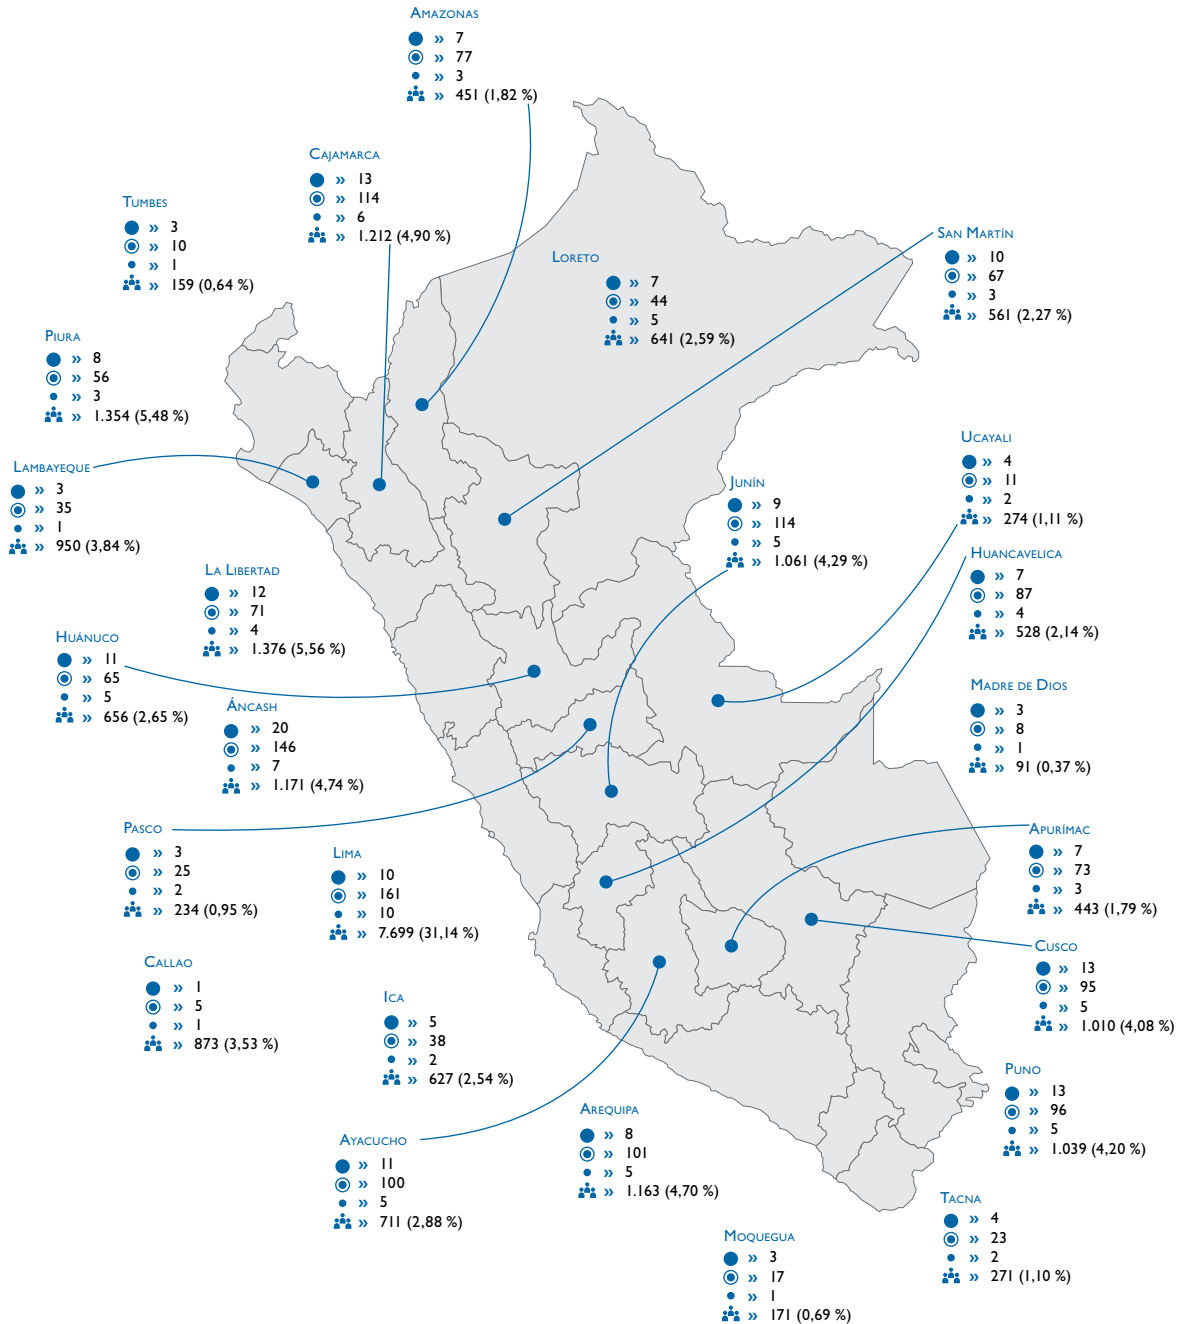 Amazonas
» 7
» 77
» 3
» 451 (1,82 %)
Cajamarca
» 13
» 114
» 6
» 1.212 (4,90 %)
Tumbes
» 3
» 10
» 1
» 159 (0,64 %)
San Martín
» 10
» 67
» 3
» 561 (2,27 %)
Loreto
» 7
» 44
» 5
» 641 (2,59 %)
Piura
» 8
» 56
» 3
» 1.354 (5,48 %)
Ucayali
» 4
» 11
» 2
» 274 (1,11 %)
Lambayeque
» 3
» 35
» 1
» 950 (3,84 %)
Junín
» 9
» 114
» 5
» 1.061 (4,29 %)
Huancavelica
» 7
» 87
» 4
» 528 (2,14 %)
La Libertad
» 12
» 71
» 4
» 1.376 (5,56 %)
Huánuco
» 11
» 65
» 5
» 656 (2,65 %)
Madre de Dios
» 3
» 8
» 1
» 91 (0,37 %)
Áncash
» 20
» 146
» 7
» 1.171 (4,74 %)
Pasco
» 3
» 25
» 2
» 234 (0,95 %)
Apurímac
» 7
» 73
» 3
» 443 (1,79 %)
Lima
» 10
» 161
» 10
» 7.699 (31,14 %)
Cusco
» 13
» 95
» 5
» 1.010 (4,08 %)
Callao
» 1
» 5
» 1
» 873 (3,53 %)
Ica
» 5
» 38
» 2
» 627 (2,54 %)
Puno
» 13
» 96
» 5
» 1.039 (4,20 %)
Arequipa
» 8
» 101
» 5
» 1.163 (4,70 %)
Ayacucho
» 11
» 100
» 5
» 711 (2,88 %)
Tacna
» 4
» 23
» 2
» 271 (1,10 %)
Moquegua
» 3
» 17
» 1
» 171 (0,69 %)